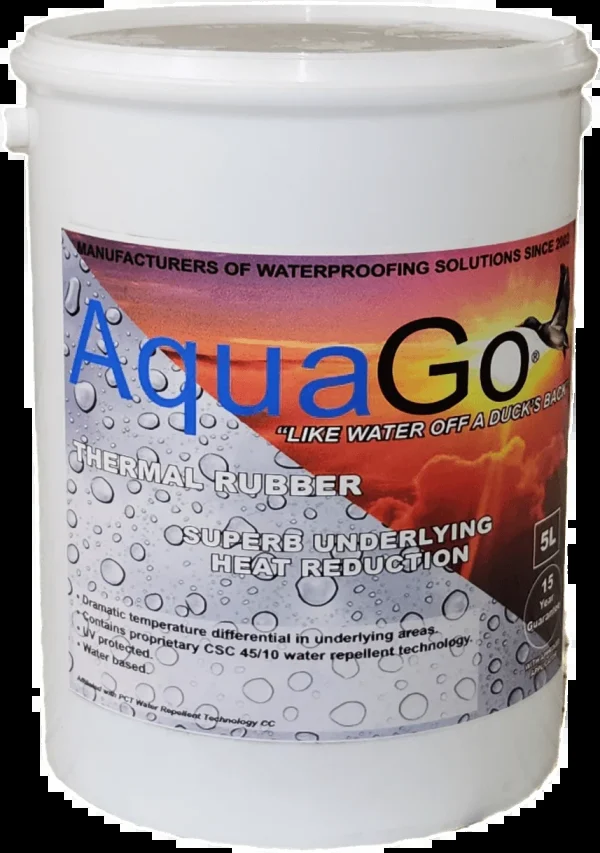 MANUFACTURERS OF WATERPROOFING SOLUTIONS SINCE 2002
AquaGo®
"LIKE WATER OFF A DUCK'S BACK"
THERMAL RUBBER
SUPERB UNDERLYING
HEAT REDUCTION
5L
15
Year
Guarantee
• Dramatic temperature differential in underlying areas.
• Contains proprietary CSC 45/10 water repellent technology.
• UV protected.
• Water based.
Affiliated with PCT Water Repellent Technology CC